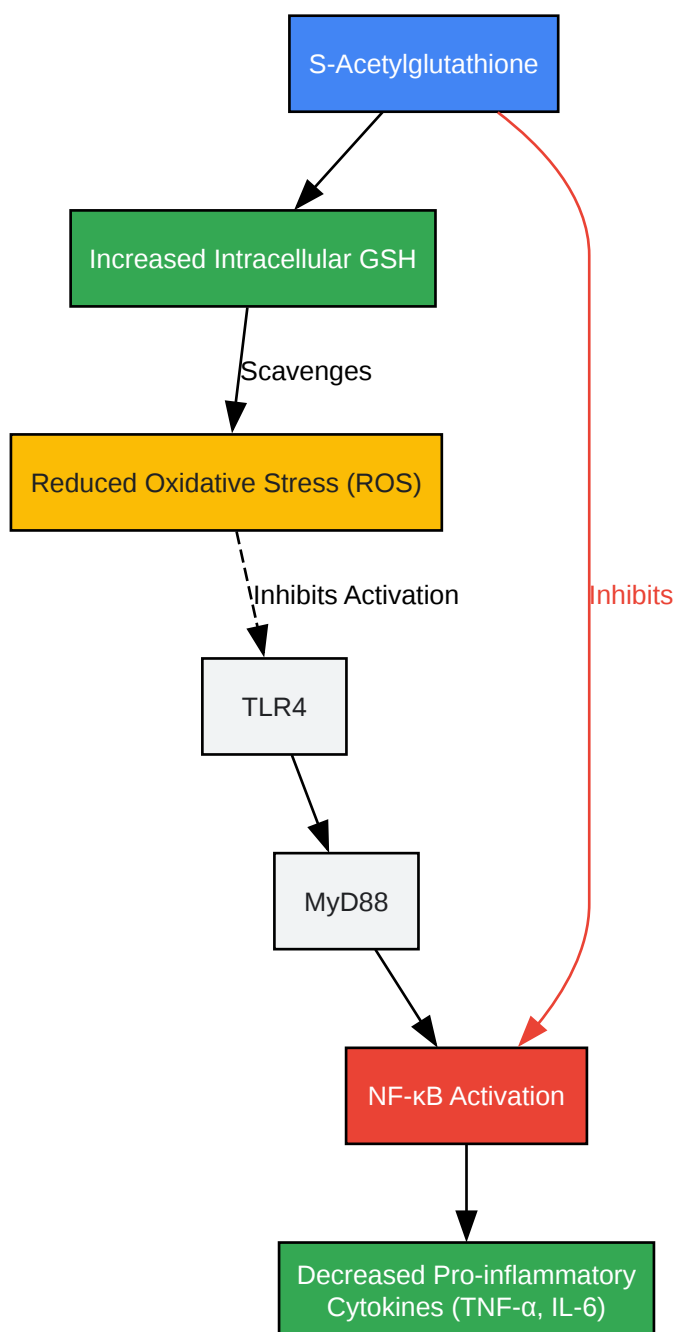 S-Acetylglutathione
Increased Intracellular GSH
Scavenges
Reduced Oxidative Stress (ROS)
Inhibits Activation
Inhibits
TLR4
MyD88
NF-κB Activation
Decreased Pro-inflammatory
Cytokines (TNF-α, IL-6)